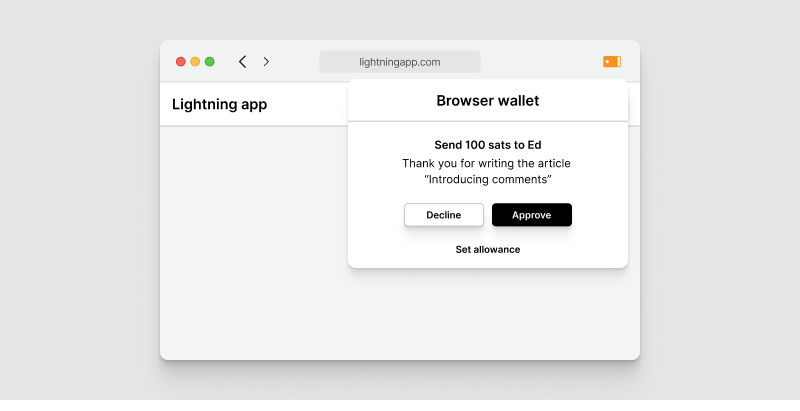 lightningapp.com
Lightning app
Browser wallet
Send 100 sats to Ed
Thank you for writing the article
“Introducing comments”
Decline
Approve
Set allowance